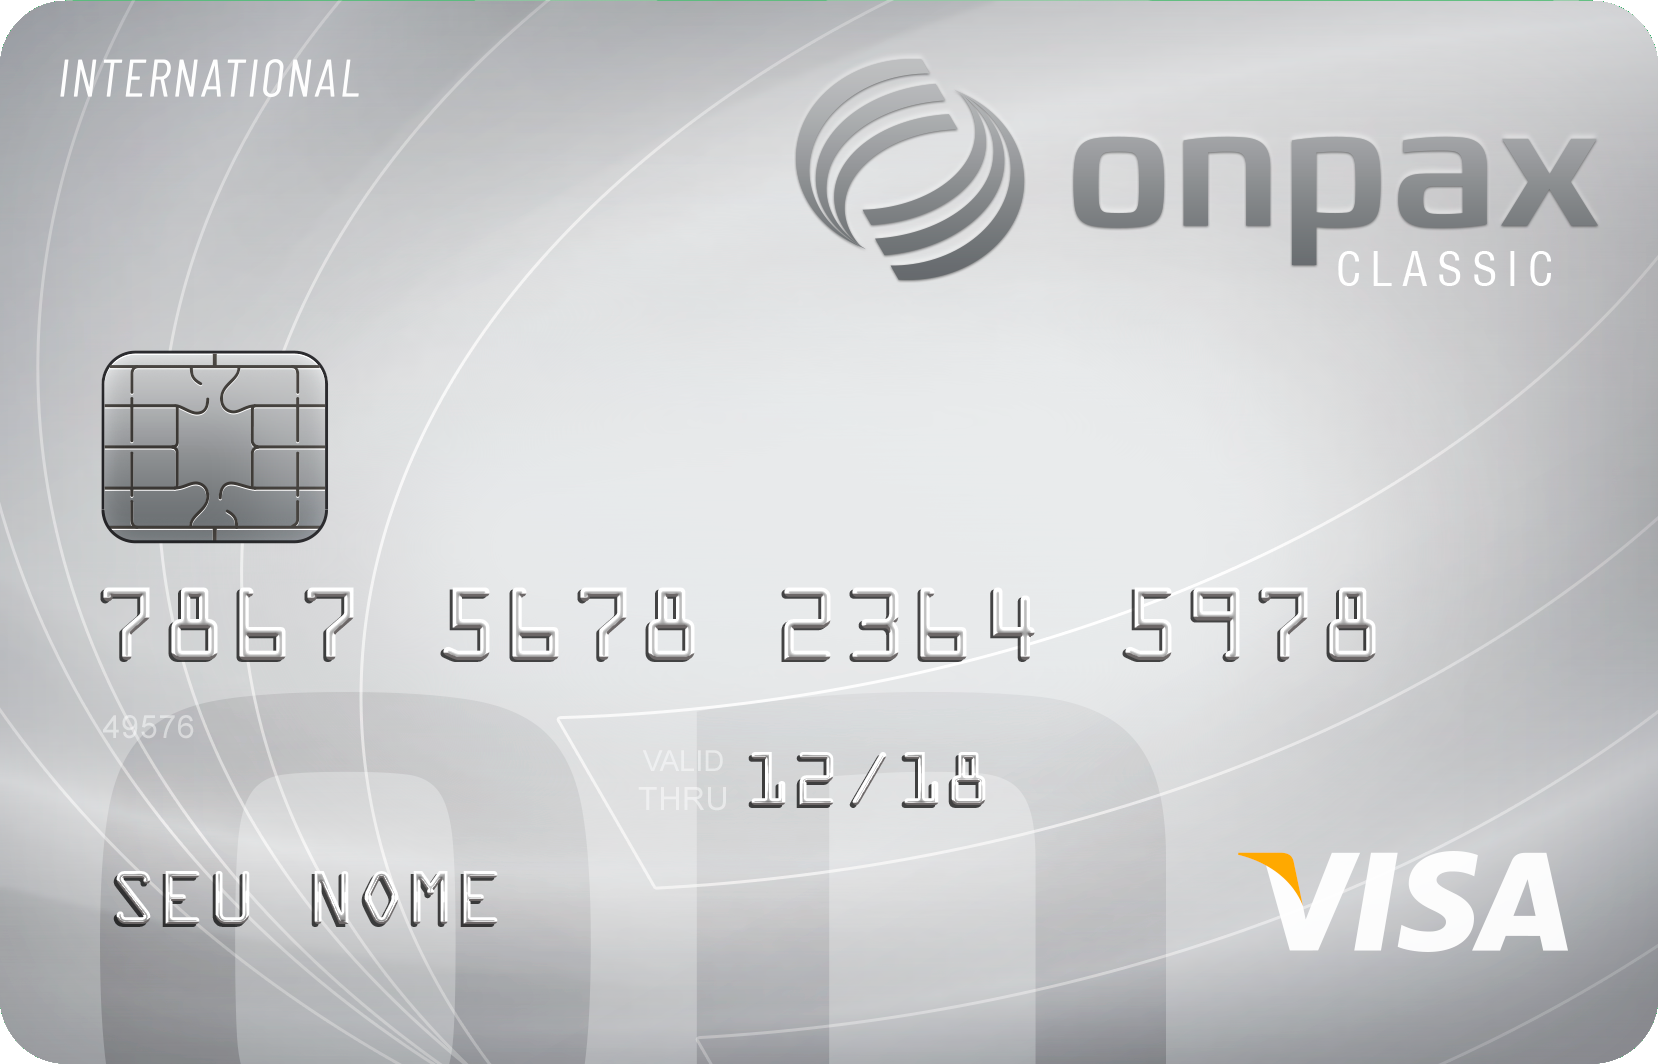 INTERNATIONAL
onpax
CLASSIC
7867 5678 2364 5978
49576
VALID
THRU 12/18
SEU NOME
VISA